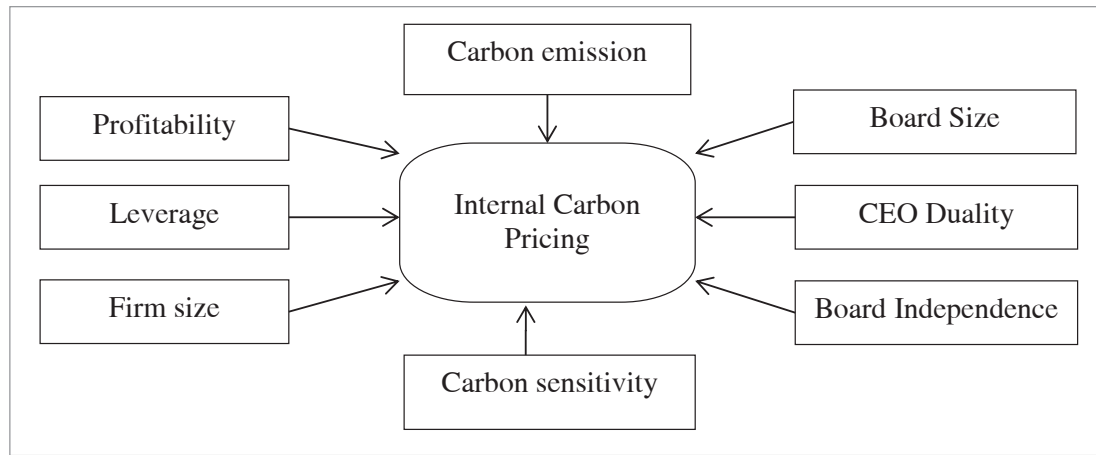 Carbon emission
Profitability
Board Size
Leverage
Internal Carbon
Pricing
CEO Duality
Firm size
Board Independence
Carbon sensitivity